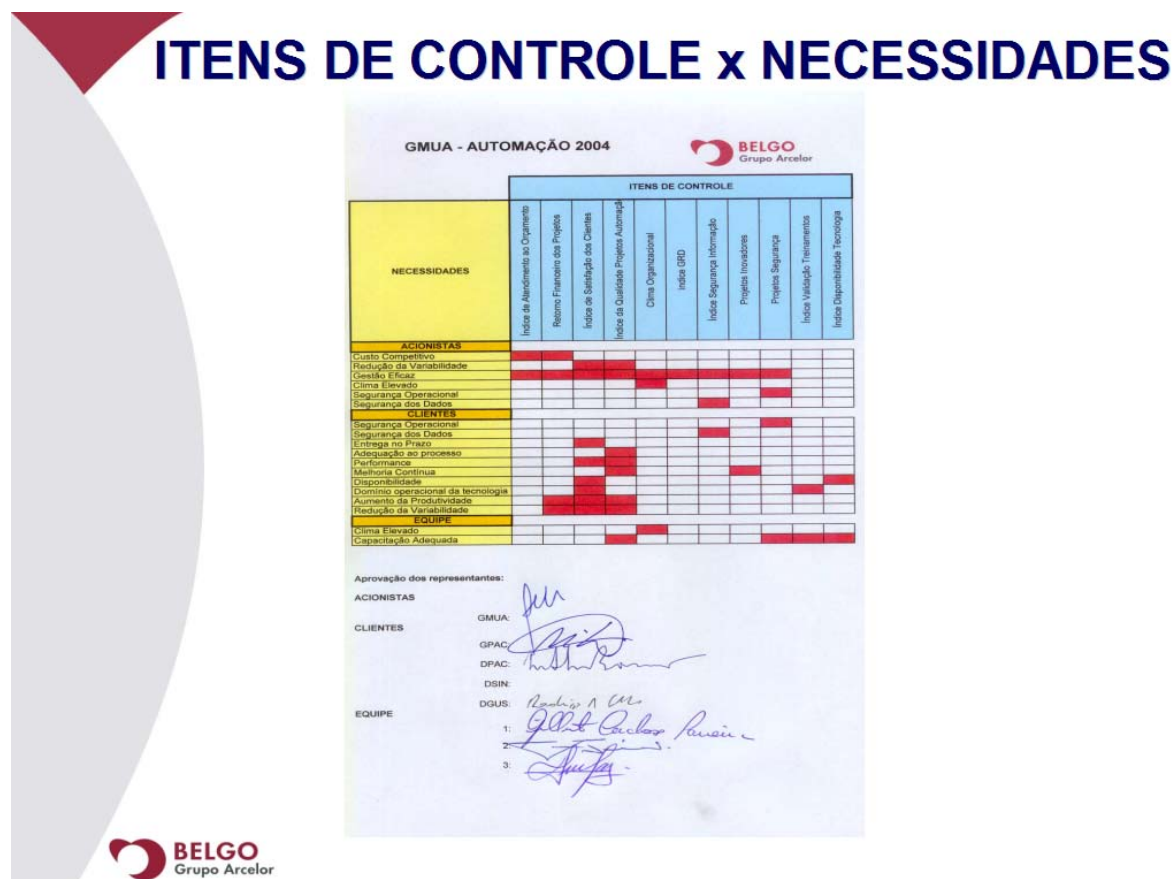 ITENS DE CONTROLE x NECESSIDADES
GMUA - AUTOMAÇÃO 2004
BELGO
Grupo Arcelor
ITENS DE CONTROLE
NECESSIDADES
Índice de Atendimento ao Orçamento
Retorno Financeiro dos Projetos
Índice de Satisfação dos Clientes
Índice da Qualidade Projetos Automação
Clima Organizacional
Indice GRD
Índice Segurança Informação
Projetos Inovadores
Projetos Segurança
Índice Validação Treinamentos
Índice Disponibilidade Tecnologia
ACIONISTAS
Custo Competitivo
Redução da Variabilidade
Gestão Eficaz
Clima Elevado
Segurança Operacional
Segurança dos Dados
CLIENTES
Segurança Operacional
Segurança dos Dados
Entrega no Prazo
Adequação ao processo
Performance
Melhoria Contínua
Disponibilidade
Domínio operacional da tecnologia
Aumento da Produtividade
Redução da Variabilidade
EQUIPE
Clima Elevado
Capacitação Adequada
Aprovação dos representantes:
ACIONISTAS
GMUA:
CLIENTES
GPAC:
DPAC:
DSIN:
DGUS:
EQUIPE
1:
2:
3:
BELGO
Grupo Arcelor